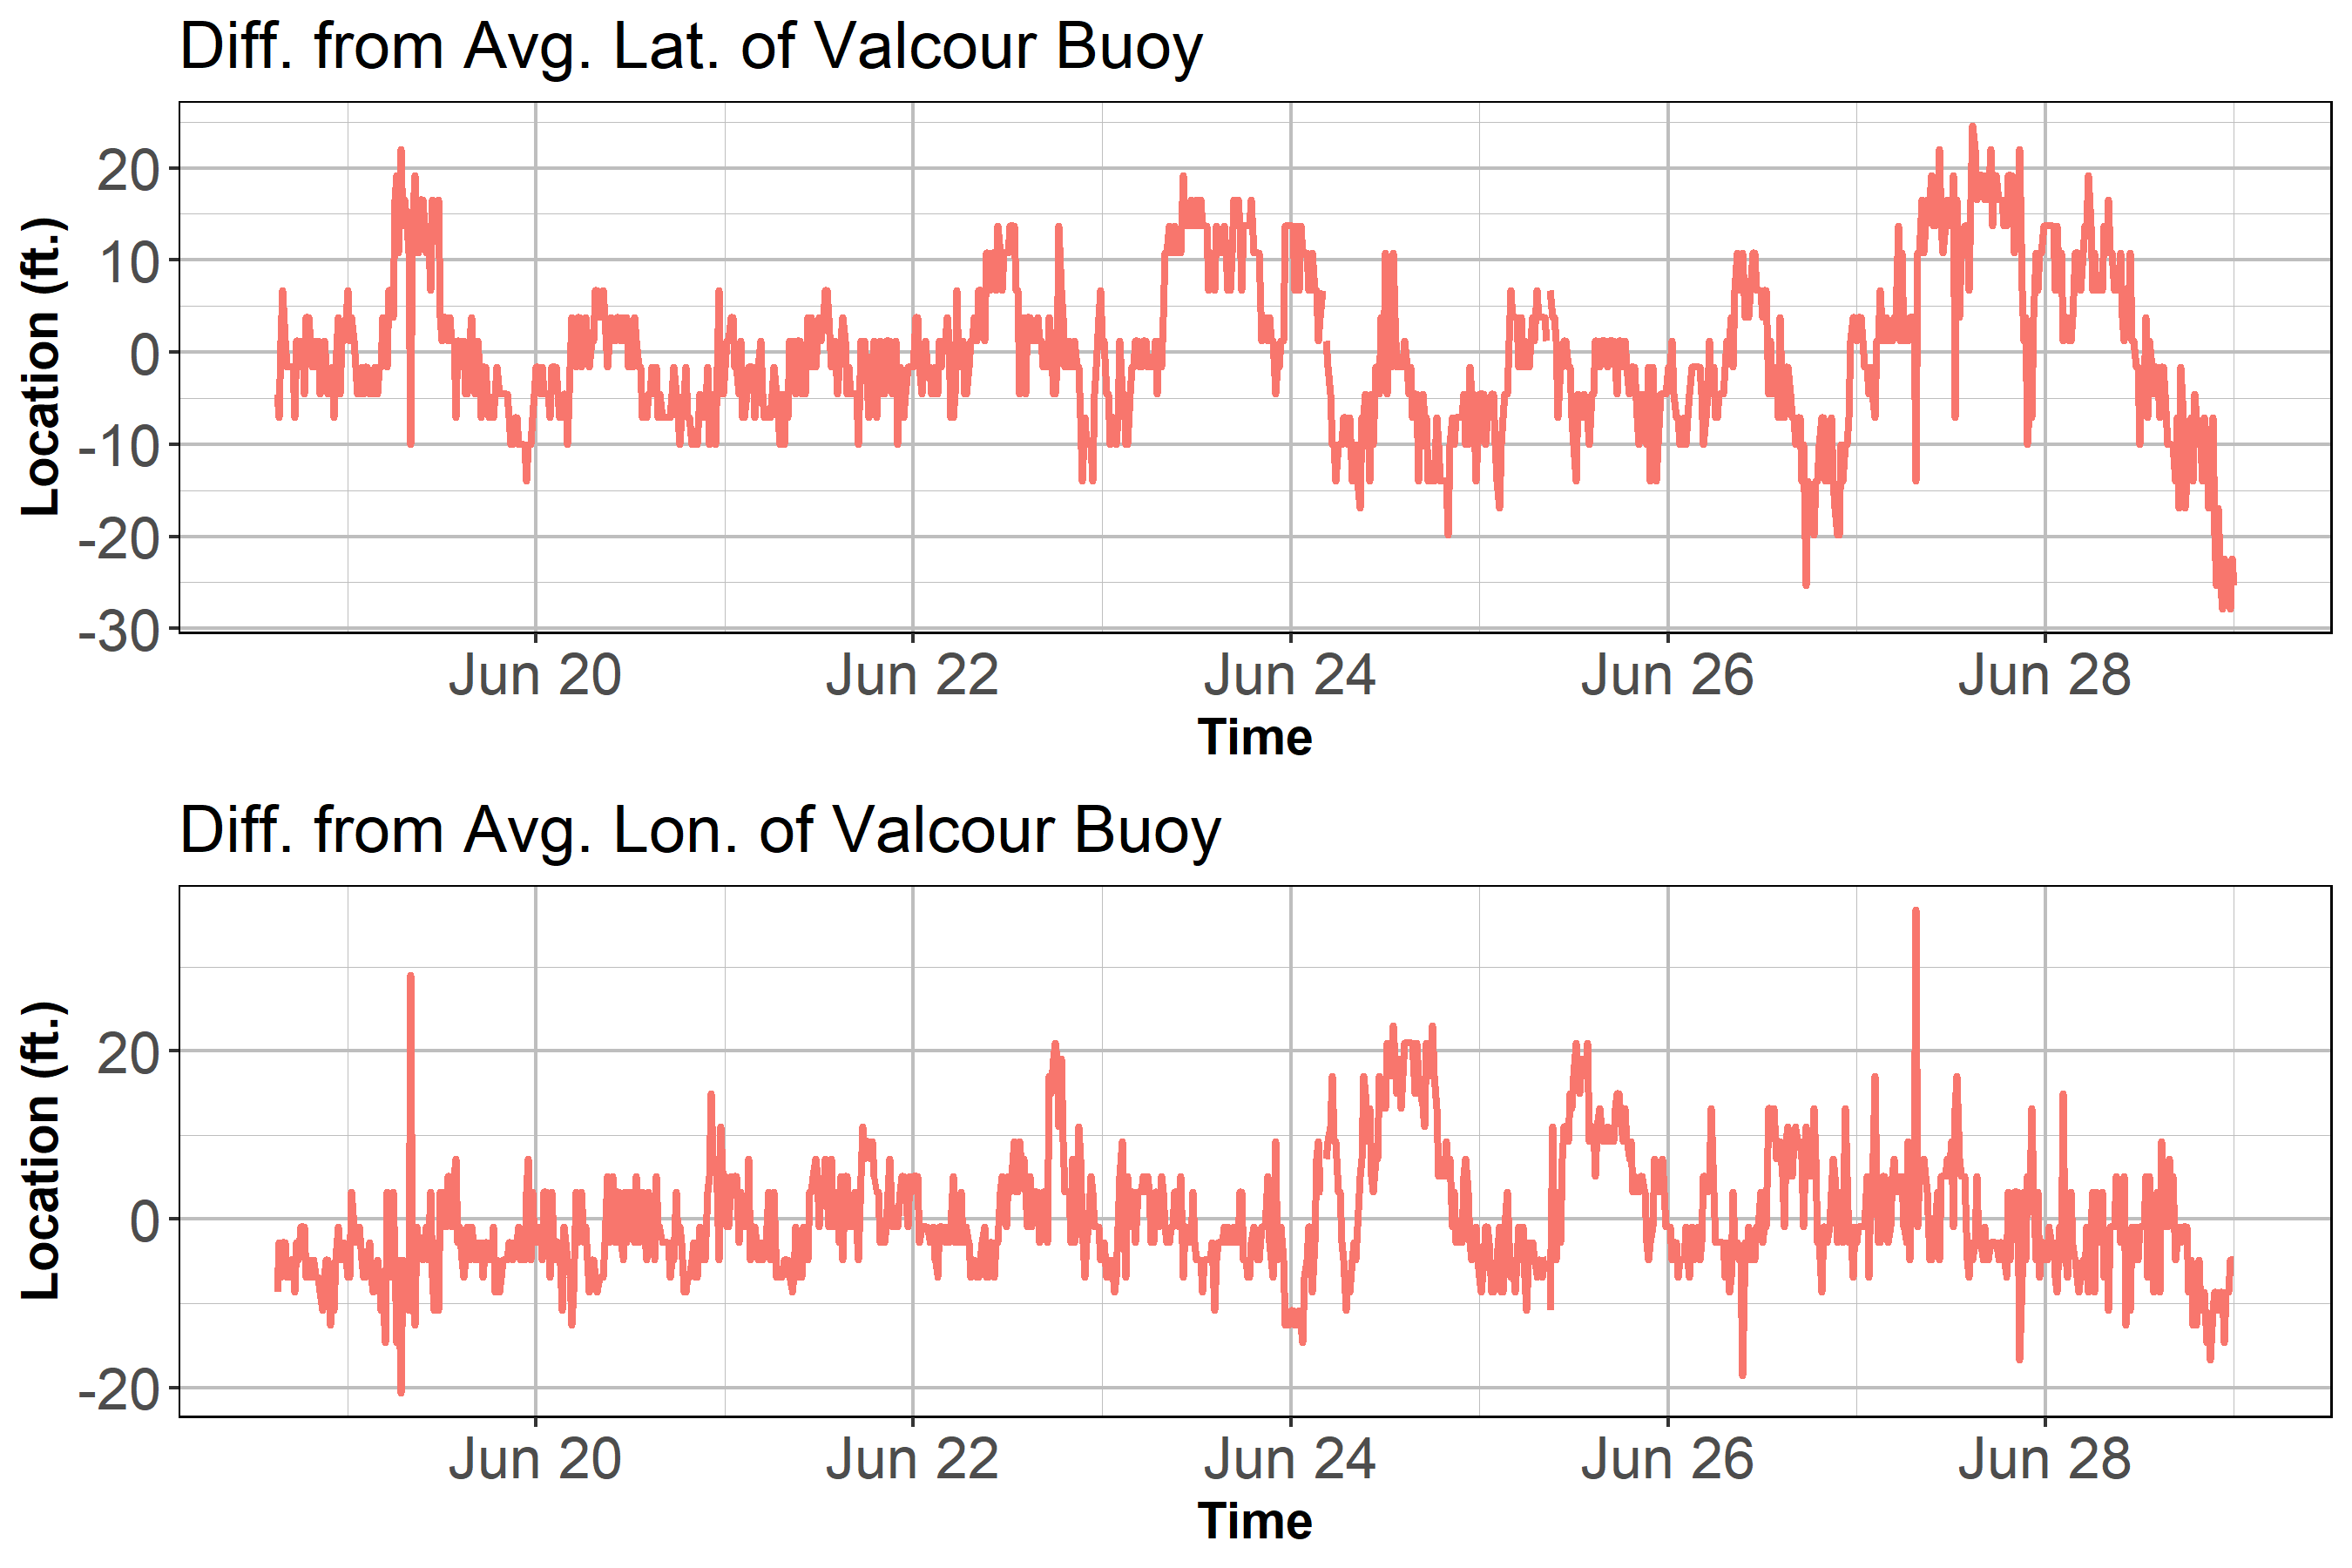 Diff. from Avg. Lat. of Valcour Buoy
Location (ft.)
20
10
0
-10
-20
-30
Jun 20 Jun 22 Jun 24 Jun 26 Jun 28
Time
Diff. from Avg. Lon. of Valcour Buoy
Location (ft.)
20
0
-20
Jun 20 Jun 22 Jun 24 Jun 26 Jun 28
Time